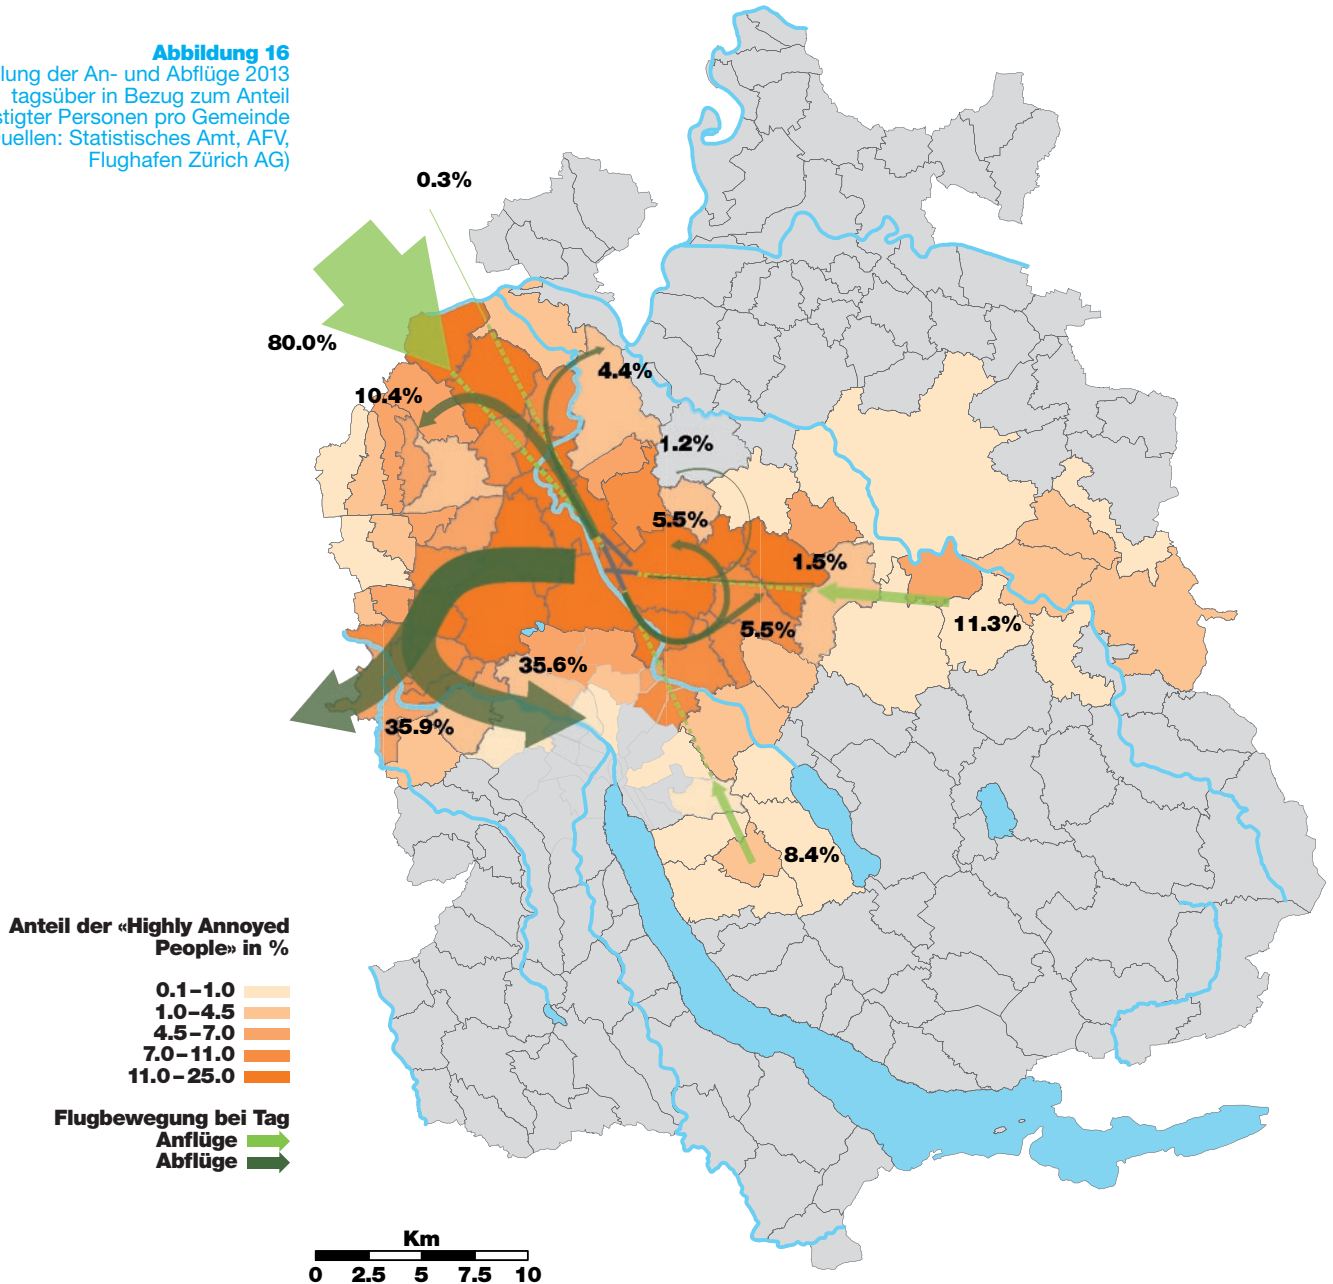 Abbildung 16
lung der An- und Abflüge 2013
tagsüber in Bezug zum Anteil
stigter Personen pro Gemeinde
uellen: Statistisches Amt, AFV,
Flughafen Zürich AG)
0.3%
80.0%
10.4%
4.4%
1.2%
5.5%
1.5%
11.3%
5.5%
35.6%
35.9%
8.4%
Anteil der «Highly Annoyed
People» in %
0.1–1.0
1.0–4.5
4.5–7.0
7.0–11.0
11.0–25.0
Flugbewegung bei Tag
Anflüge
Abflüge
Km
0 2.5 5 7.5 10